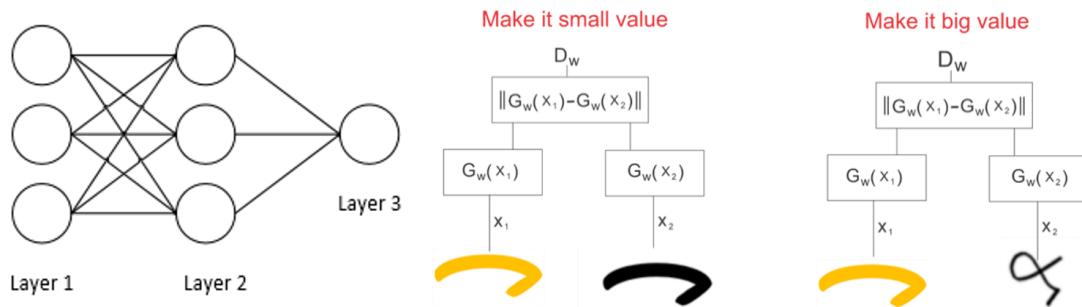 Layer 1
Layer 2
Layer 3
Make it small value
D_w
‖G_w(x₁)-G_w(x₂)‖
G_w(x₁)
G_w(x₂)
x₁
x₂
Make it big value
D_w
‖G_w(x₁)-G_w(x₂)‖
G_w(x₁)
G_w(x₂)
x₁
x₂